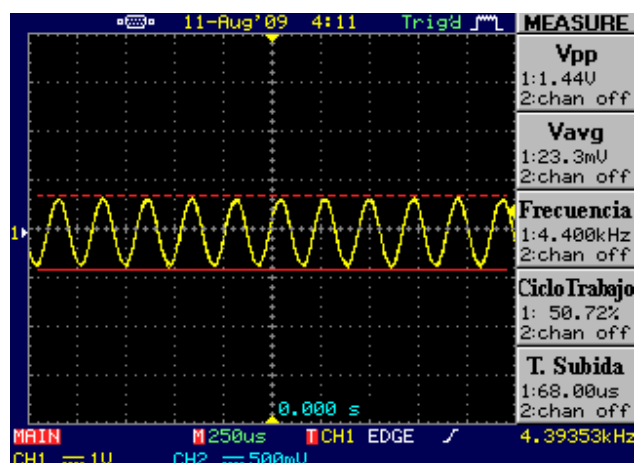 11-Aug'09 4:11 Trig'd MEASURE
Vpp
1:1.44V
2:chan off
Vavg
1:23.3mV
2:chan off
Frecuencia
1:4.400kHz
2:chan off
CicloTrabajo
1: 50.72%
2:chan off
T. Subida
1:68.00us
2:chan off
1
0.000 s
MAIN M 250us T CH1 EDGE 4.39353kHz
CH1 1V CH2 500mV